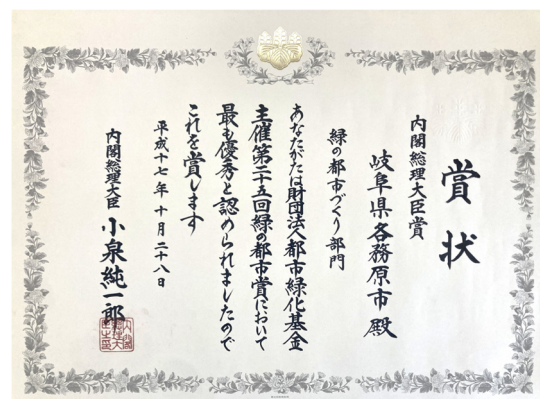 賞状
内閣総理大臣賞
岐阜県各務原市殿
緑の都市づくり部門
あなたがたは財団法人都市緑化基金
主催第二十五回緑の都市賞において
最も優秀と認められましたので
これを賞します
平成十七年十月二十八日
内閣総理大臣 小泉純一郎